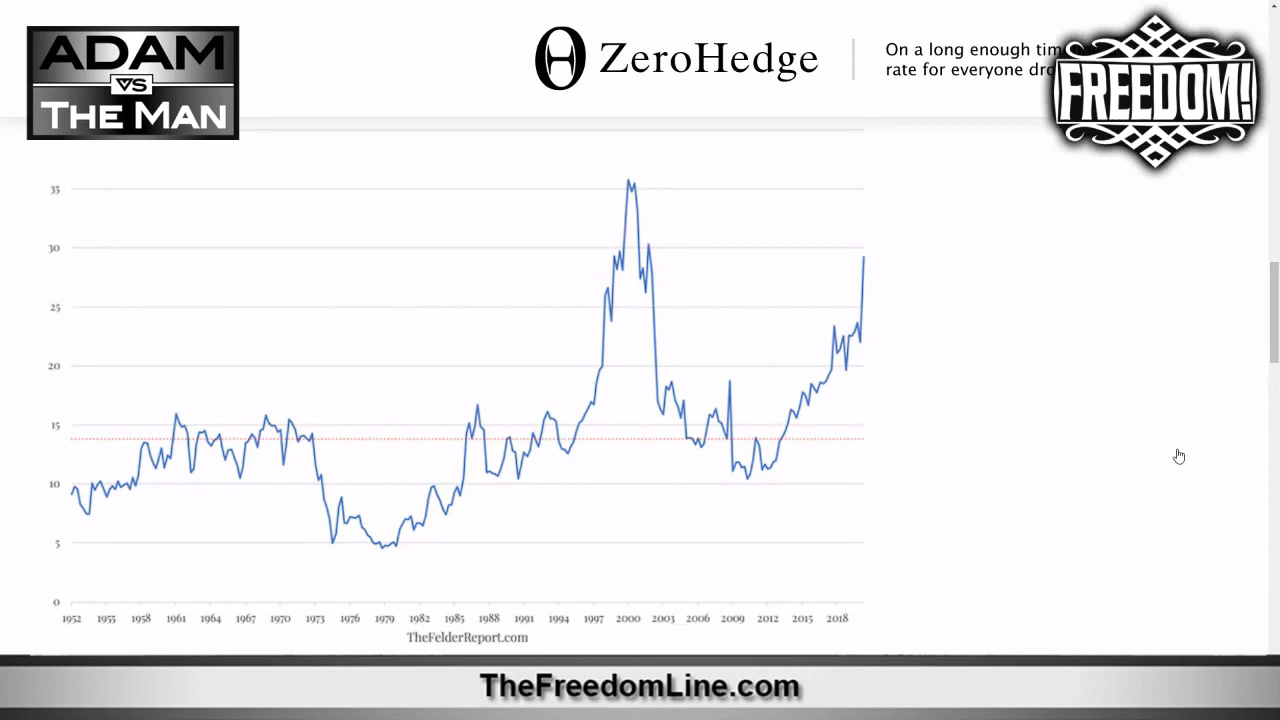 ADAM
VS
THE MAN
ZeroHedge
On a long enough tim
rate for everyone dro
FREEDOM!
35
30
25
20
15
10
5
0
1952 1955 1958 1961 1964 1967 1970 1973 1976 1979 1982 1985 1988 1991 1994 1997 2000 2003 2006 2009 2012 2015 2018
TheFelderReport.com
TheFreedomLine.com